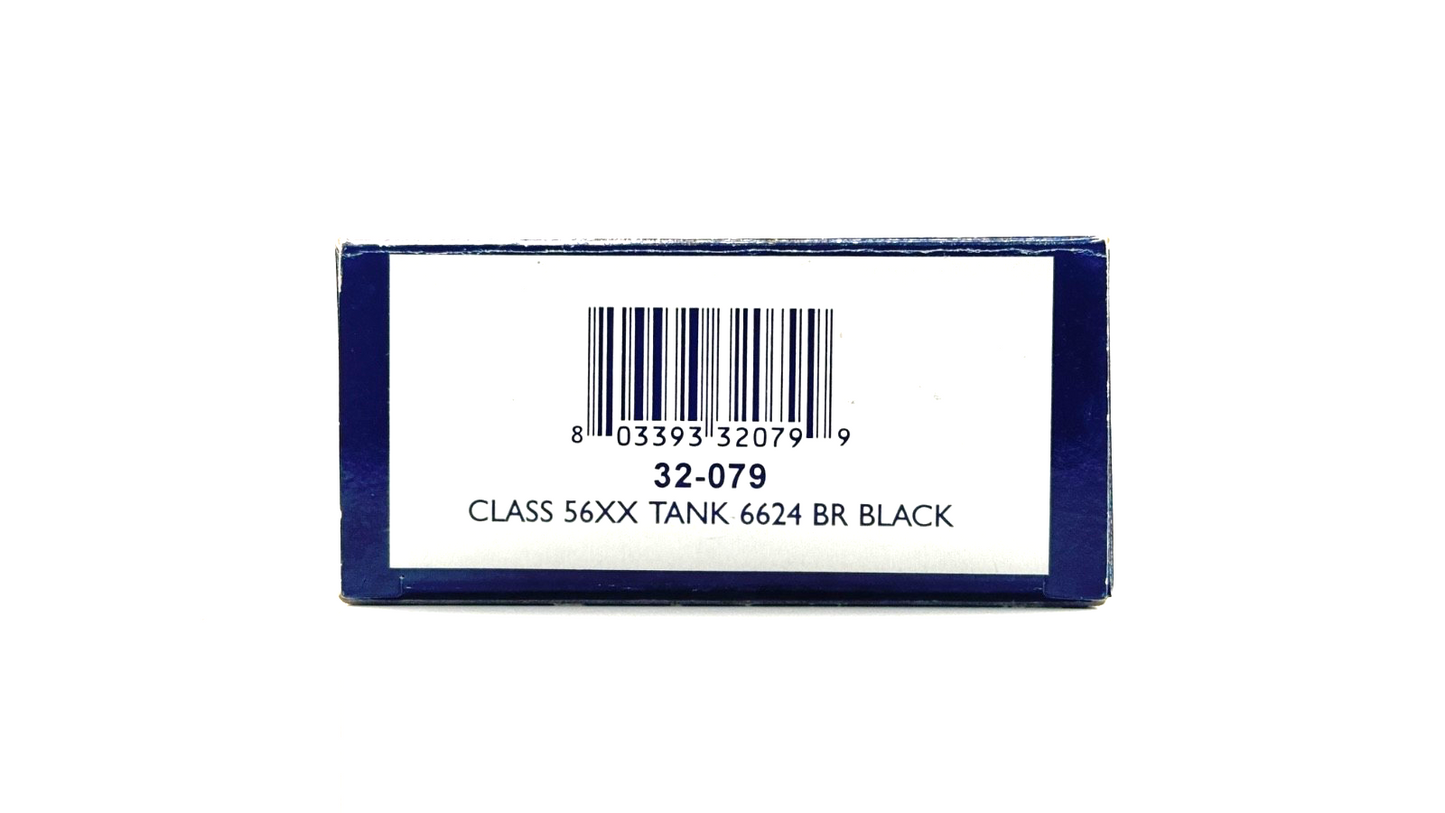 8 03393 32079 9
32-079
CLASS 56XX TANK 6624 BR BLACK